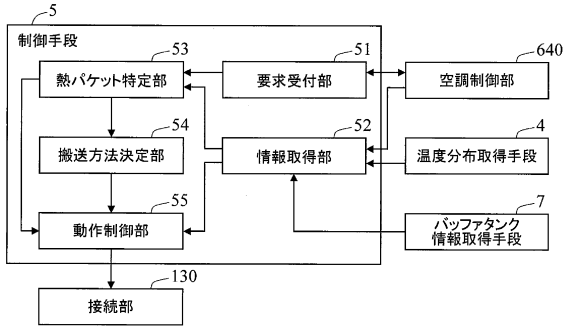 5
制御手段
53
熱パケット特定部
51
要求受付部
640
空調制御部
54
搬送方法決定部
52
情報取得部
4
温度分布取得手段
55
動作制御部
7
バッファタンク
情報取得手段
130
接続部